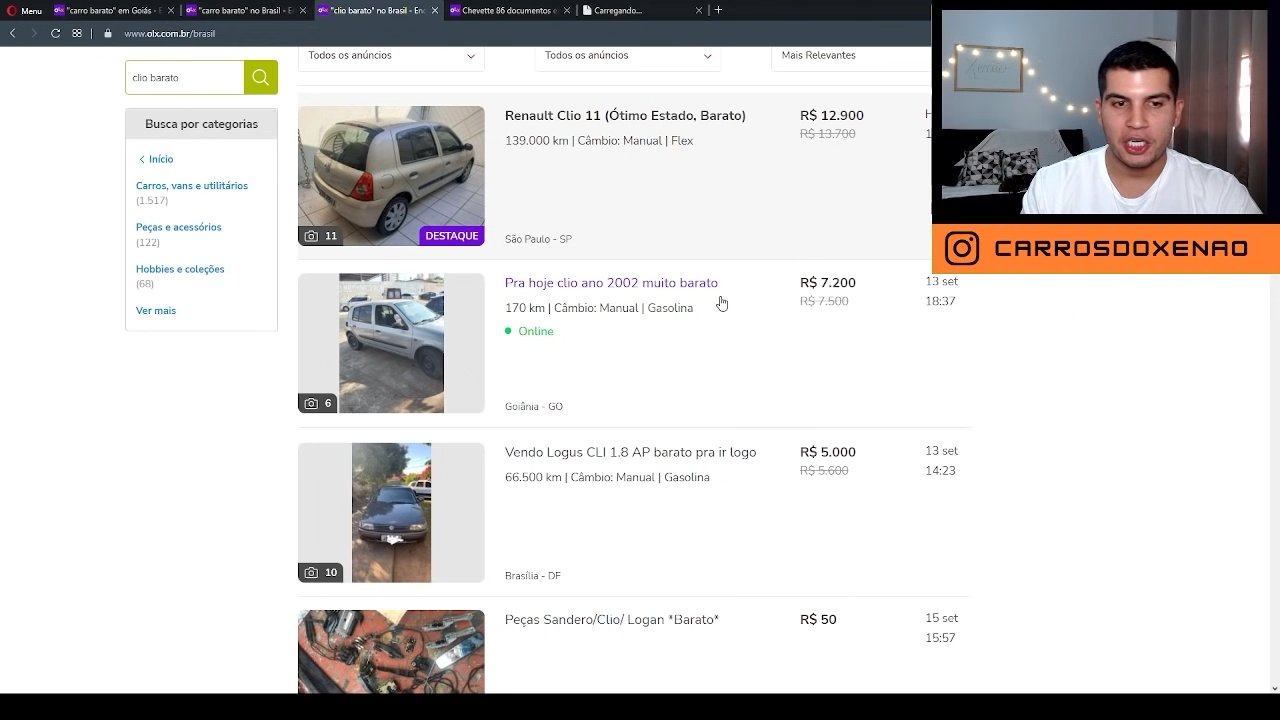 Menu
"carro barato" em Goiás - E
"carro barato" no Brasil - E
"clio barato" no Brasil - Enc
Chevette 86 documentos e
Carregando...
www.olx.com.br/brasil
clio barato
Busca por categorias
Início
Carros, vans e utilitários
(1.517)
Peças e acessórios
(122)
Hobbies e coleções
(68)
Ver mais
Todos os anúncios
Todos os anúncios
Mais Relevantes
Renault Clio 11 (Ótimo Estado, Barato)
R$ 12.900
R$ 13.700
139.000 km | Câmbio: Manual | Flex
11
DESTAQUE
São Paulo - SP
Pra hoje clio ano 2002 muito barato
R$ 7.200
13 set
R$ 7.500
18:37
170 km | Câmbio: Manual | Gasolina
Online
6
Goiânia - GO
Vendo Logus CLI 1.8 AP barato pra ir logo
R$ 5.000
13 set
R$ 5.600
14:23
66.500 km | Câmbio: Manual | Gasolina
10
Brasília - DF
Peças Sandero/Clio/ Logan *Barato*
R$ 50
15 set
15:57
CARROSDOXENAO